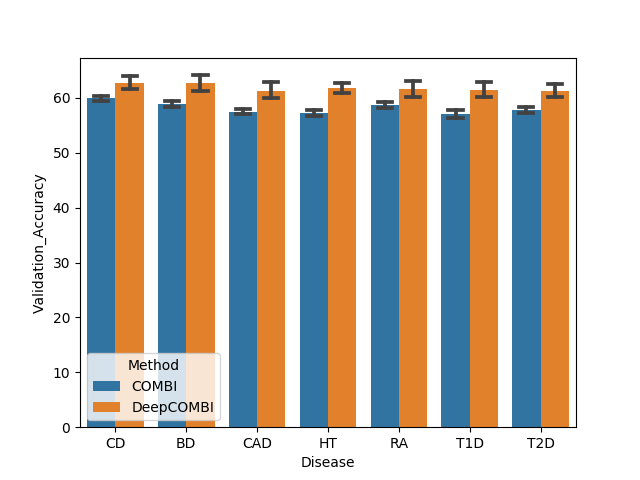 Validation_Accuracy
60
50
40
30
20
10
0
Method
COMBI
DeepCOMBI
CD BD CAD HT RA T1D T2D
Disease